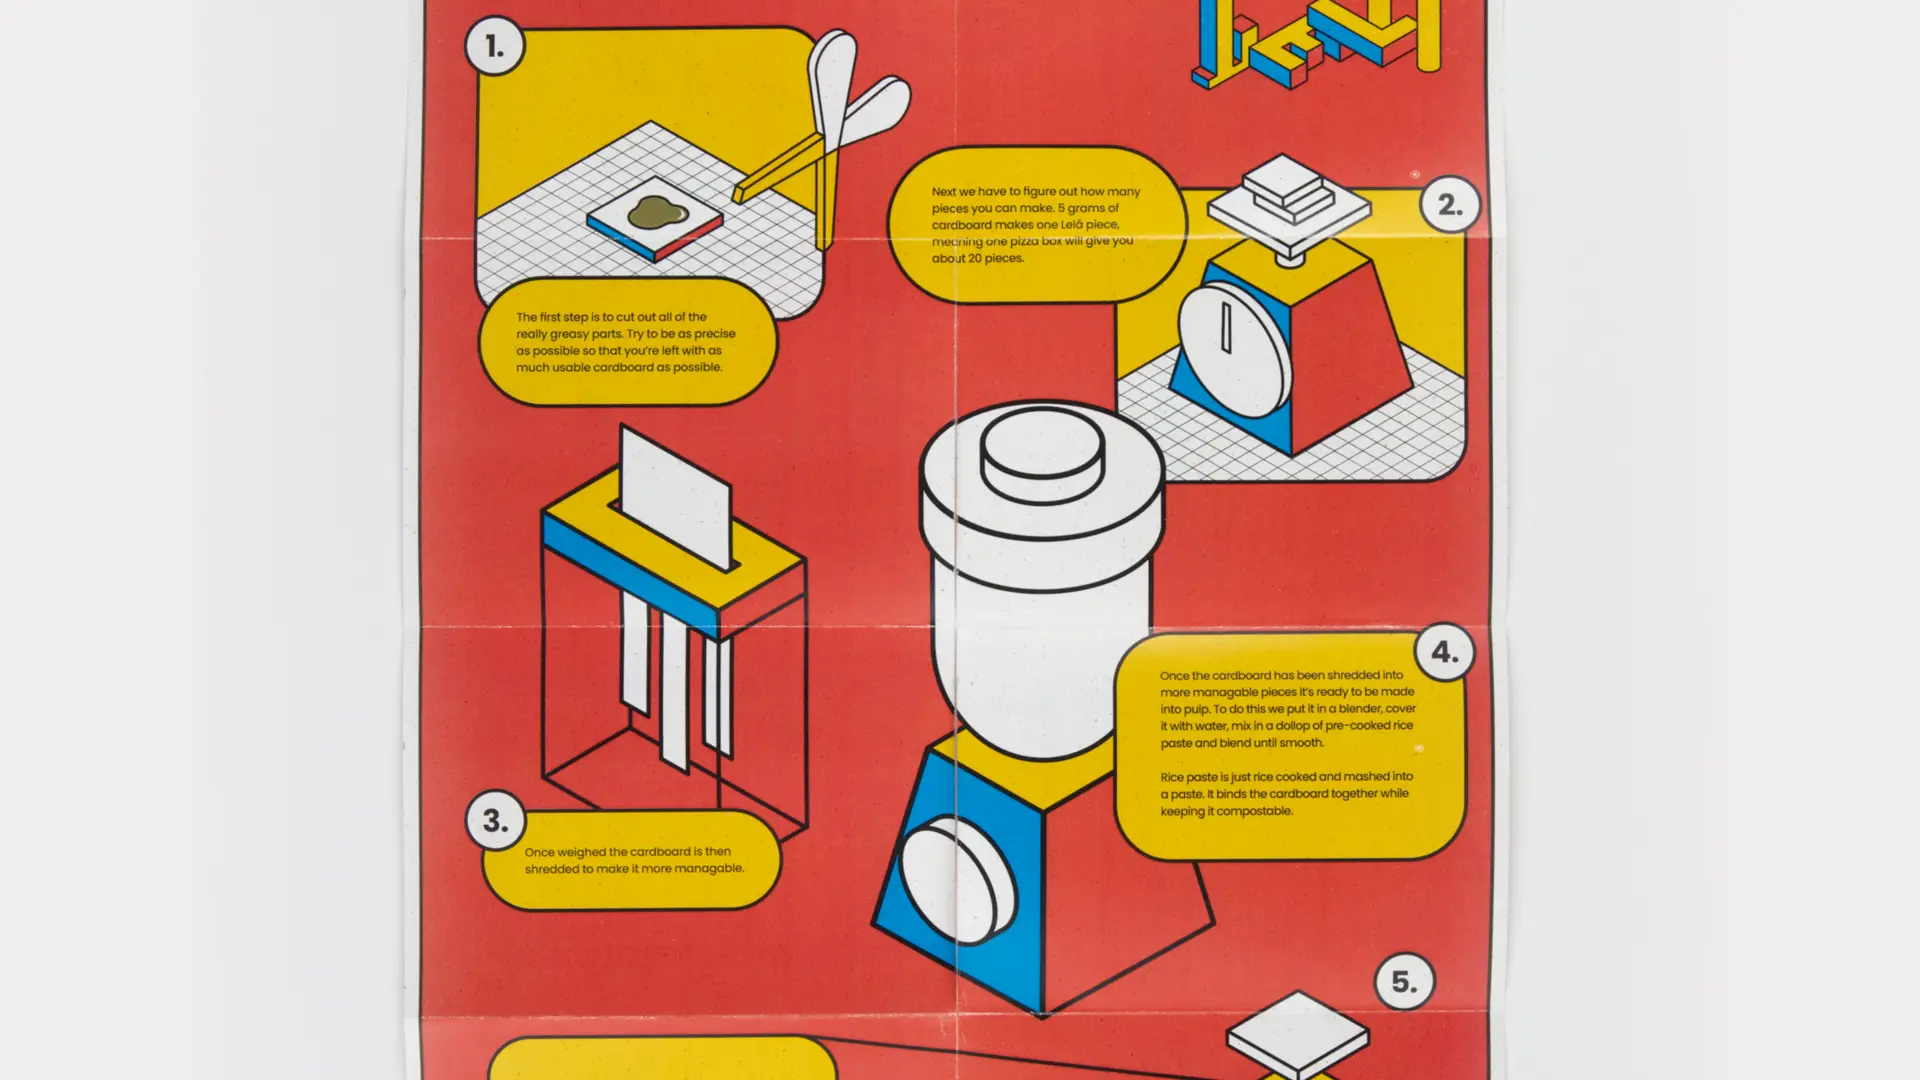 1.
The first step is to cut out all of the
really greasy parts. Try to be as precise
as possible so that you're left with as
much usable cardboard as possible.
2.
Next we have to figure out how many
pieces you can make. 5 grams of
cardboard makes one Lelá piece,
meaning one pizza box will give you
about 20 pieces.
3.
Once weighed the cardboard is then
shredded to make it more managable.
4.
Once the cardboard has been shredded into
more managable pieces it's ready to be made
into pulp. To do this we put it in a blender, cover
it with water, mix in a dollop of pre-cooked rice
paste and blend until smooth.
Rice paste is just rice cooked and mashed into
a paste. It binds the cardboard together while
keeping it compostable.
5.